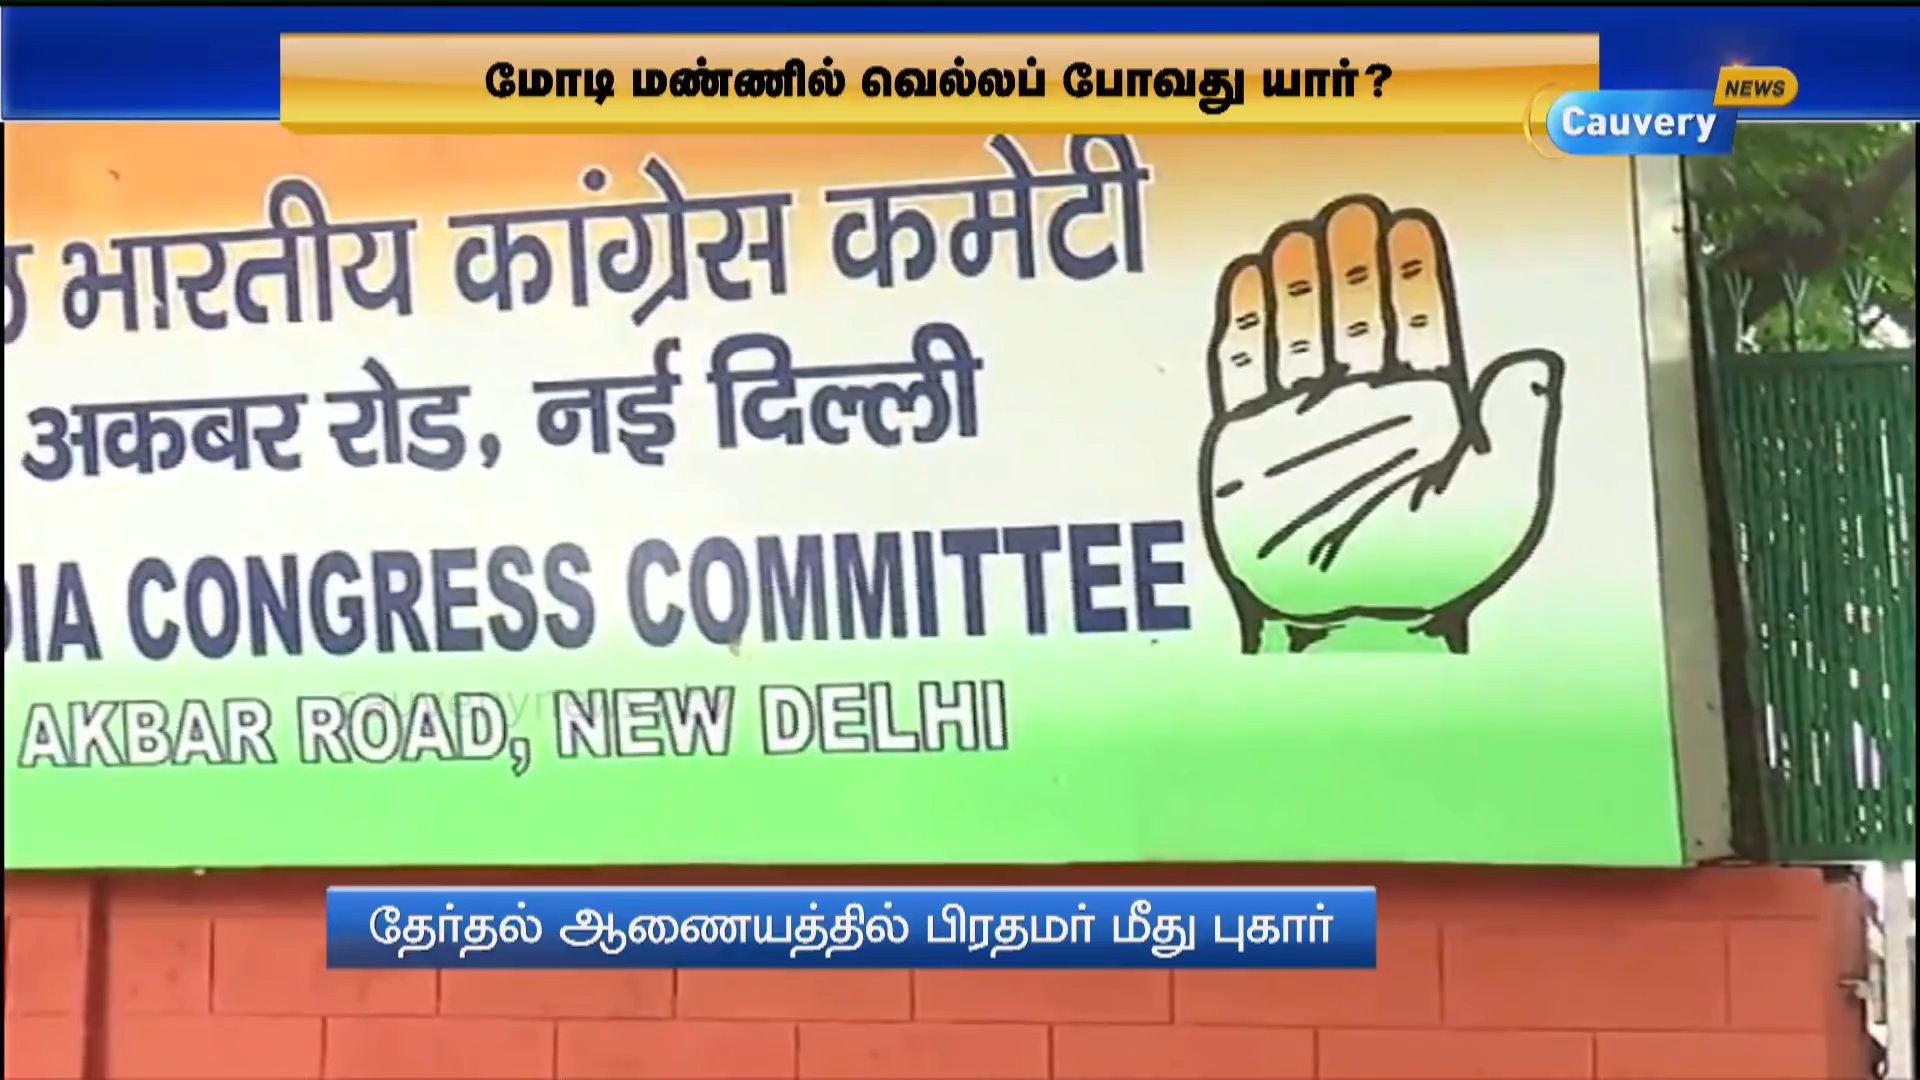 மோடி மண்ணில் வெல்லப் போவது யார்?
NEWS
Cauvery
भारतीय कांग्रेस कमेटी
अकबर रोड, नई दिल्ली
CONGRESS COMMITTEE
AKBAR ROAD, NEW DELHI
தேர்தல் ஆணையத்தில் பிரதமர் மீது புகார்